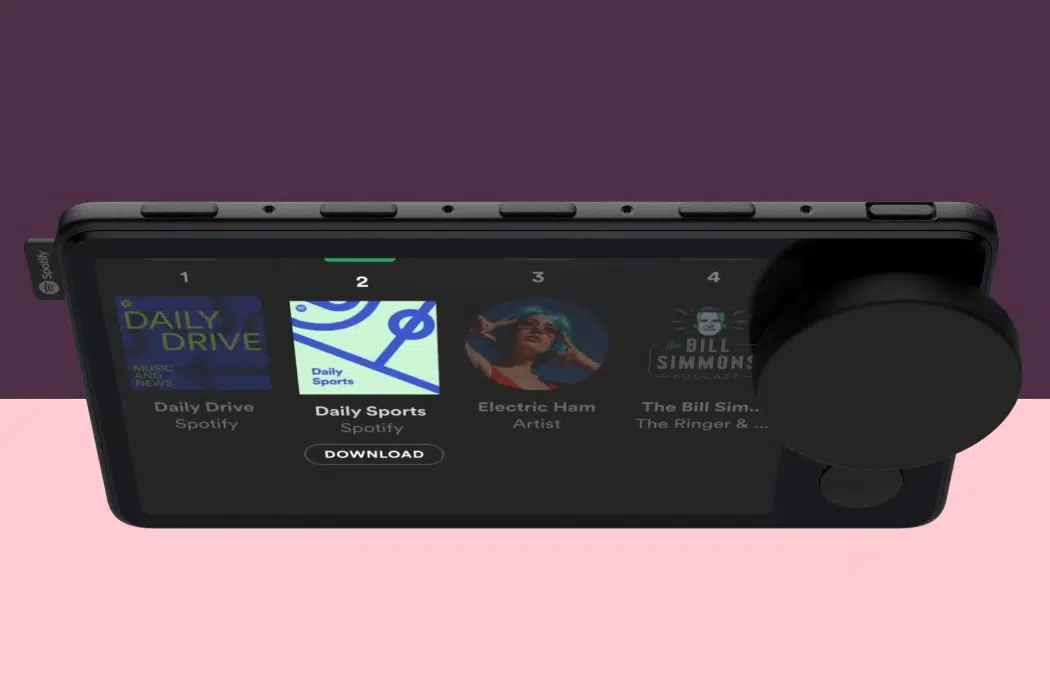 Spotify
1
2
3
4
DAILY
DRIVE
MUSIC
AND
NEWS
Daily
Sports
The
BILL
SIMMONS
PODCAST
Daily Drive
Spotify
Daily Sports
Spotify
DOWNLOAD
Electric Ham
Artist
The Bill Sim..
The Ringer & ...